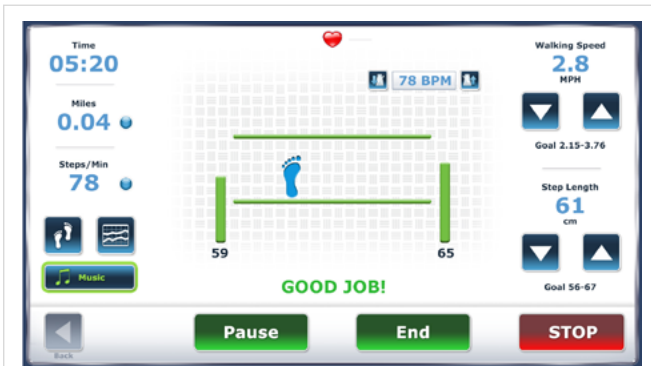 Time
05:20
Miles
0.04
Steps/Min
78
Music
78 BPM
59
65
GOOD JOB!
Walking Speed
2.8
MPH
Goal 2.15-3.76
Step Length
61
cm
Goal 56-67
Back
Pause
End
STOP